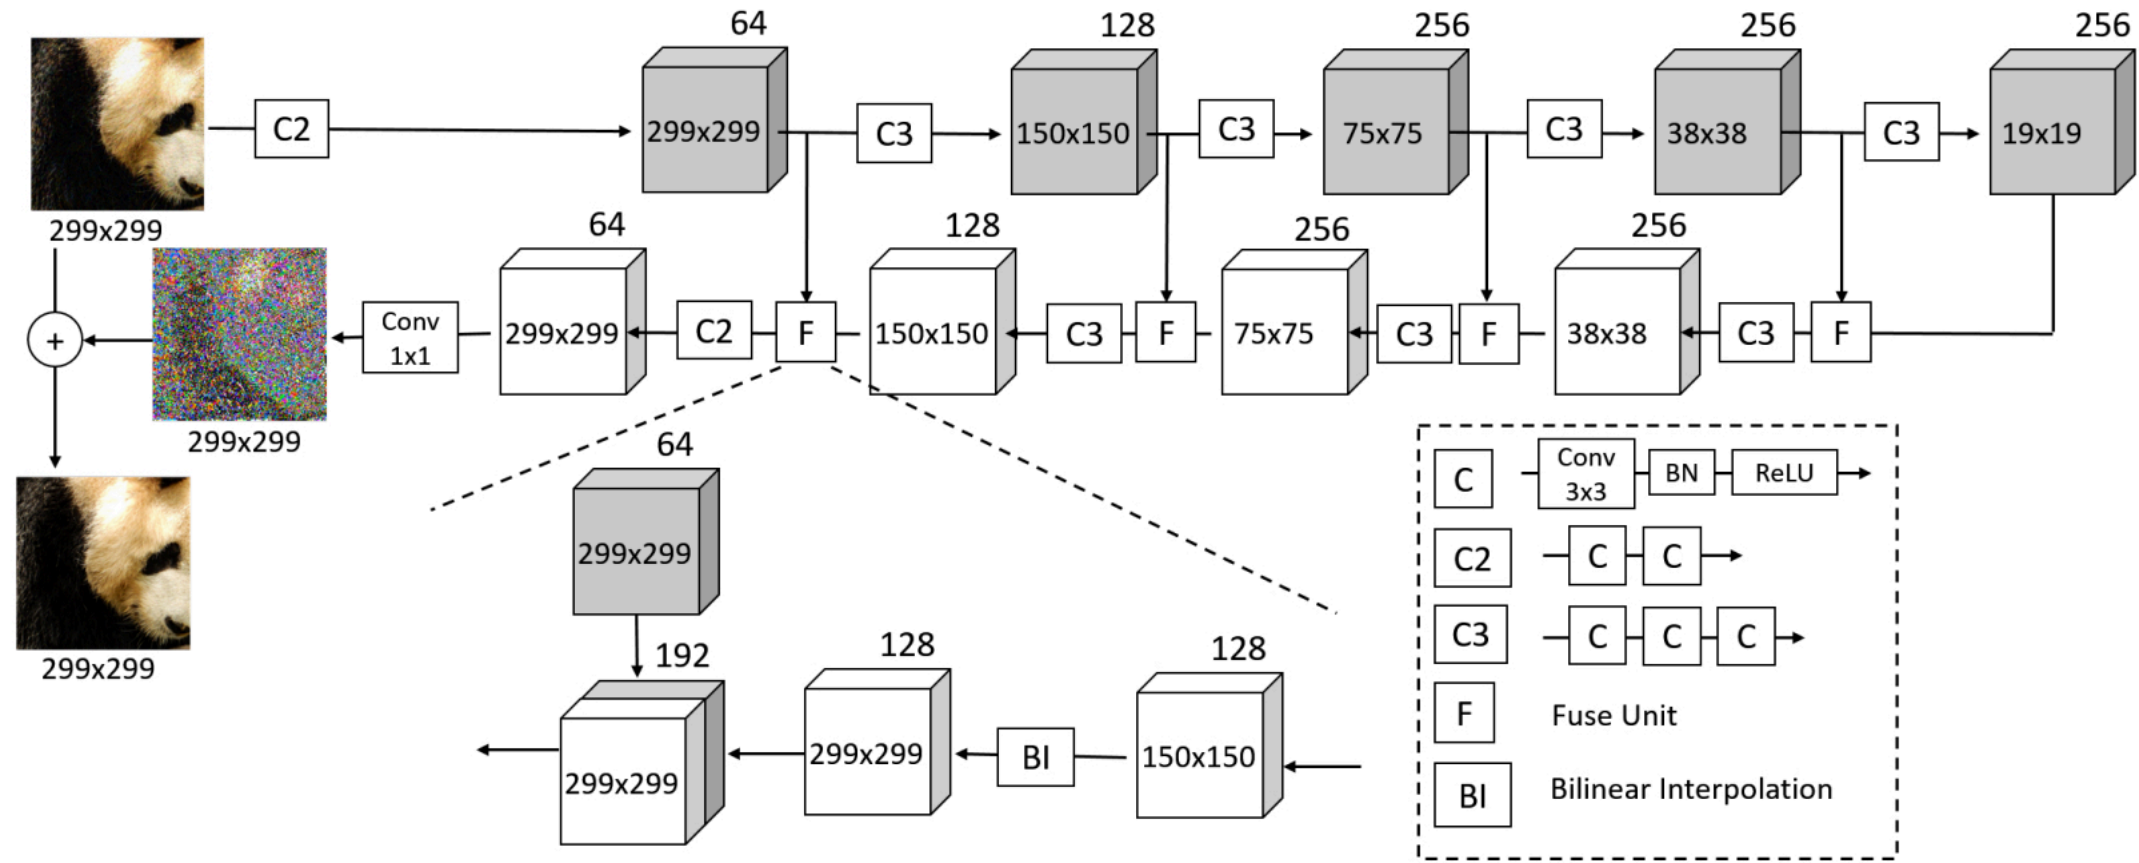 64 128 256 256 256
C2 299x299 C3 150x150 C3 75x75 C3 38x38 C3 19x19
299x299
64 128 256 256
+ Conv 1x1 299x299 C2 F 150x150 C3 F 75x75 C3 F 38x38 C3 F
299x299
64
299x299
299x299
192 128 128
299x299 299x299 BI 150x150
C Conv 3x3 BN ReLU
C2 C C
C3 C C C
F Fuse Unit
BI Bilinear Interpolation